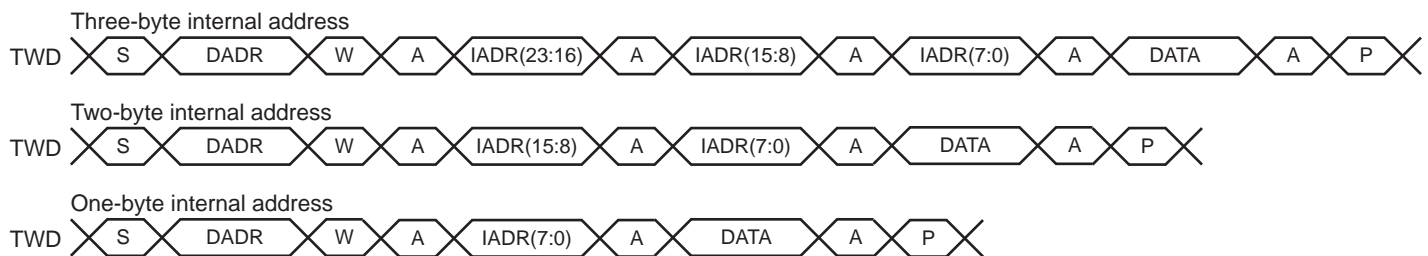 Three-byte internal address
TWD S DADR W A IADR(23:16) A IADR(15:8) A IADR(7:0) A DATA A P
Two-byte internal address
TWD S DADR W A IADR(15:8) A IADR(7:0) A DATA A P
One-byte internal address
TWD S DADR W A IADR(7:0) A DATA A P